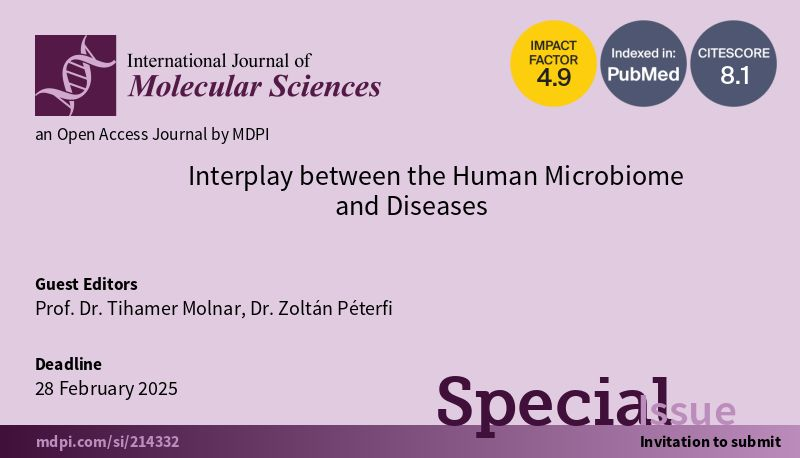 International Journal of
Molecular Sciences
IMPACT
FACTOR
4.9
Indexed in:
PubMed
CITESCORE
8.1
an Open Access Journal by MDPI
Interplay between the Human Microbiome
and Diseases
Guest Editors
Prof. Dr. Tihamer Molnar, Dr. Zoltán Péterfi
Deadline
28 February 2025
Special
Issue
mdpi.com/si/214332
Invitation to submit